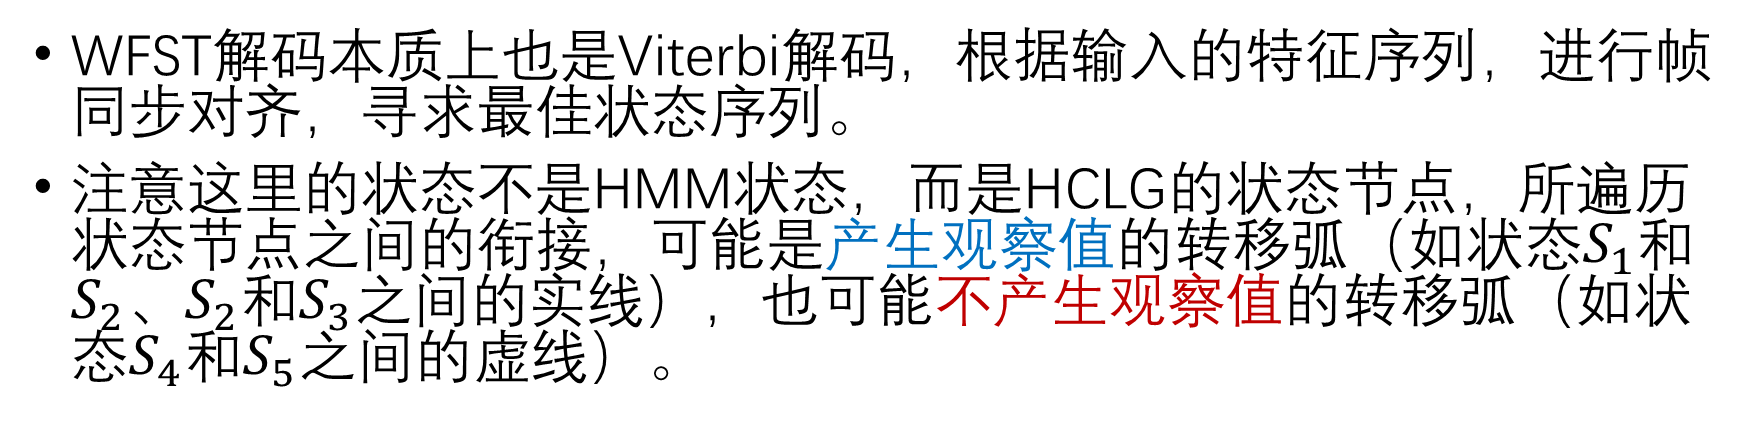 • WFST解码本质上也是Viterbi解码，根据输入的特征序列，进行帧
同步对齐，寻求最佳状态序列。
• 注意这里的状态不是HMM状态，而是HCLG的状态节点，所遍历
状态节点之间的衔接，可能是产生观察值的转移弧（如状态S₁和
S₂、S₂和S₃之间的实线），也可能不产生观察值的转移弧（如状
态S₄和S₅之间的虚线）。